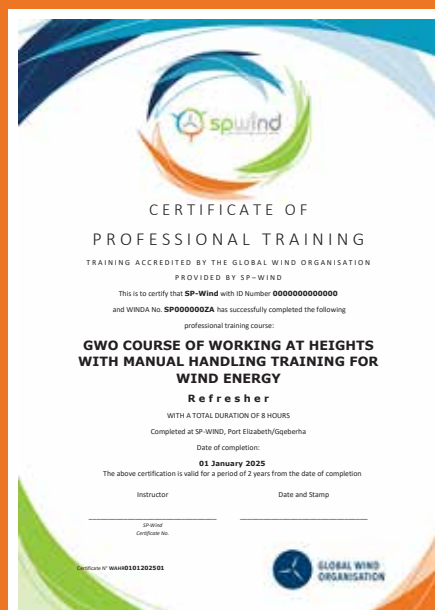 spwind
CERTIFICATE OF
PROFESSIONAL TRAINING
TRAINING ACCREDITED BY THE GLOBAL WIND ORGANISATION
PROVIDED BY SP–WIND
This is to certify that SP-Wind with ID Number 0000000000000
and WINDA No. SP000000ZA has successfully completed the following
professional training course:
GWO COURSE OF WORKING AT HEIGHTS
WITH MANUAL HANDLING TRAINING FOR
WIND ENERGY
Refresher
WITH A TOTAL DURATION OF 8 HOURS
Completed at SP-WIND, Port Elizabeth/Gqeberha
Date of completion:
01 January 2025
The above certification is valid for a period of 2 years from the date of completion
Instructor Date and Stamp
SP-Wind
Certificate No.
Certificate N° WAHR0101202501
GLOBAL WIND
ORGANISATION